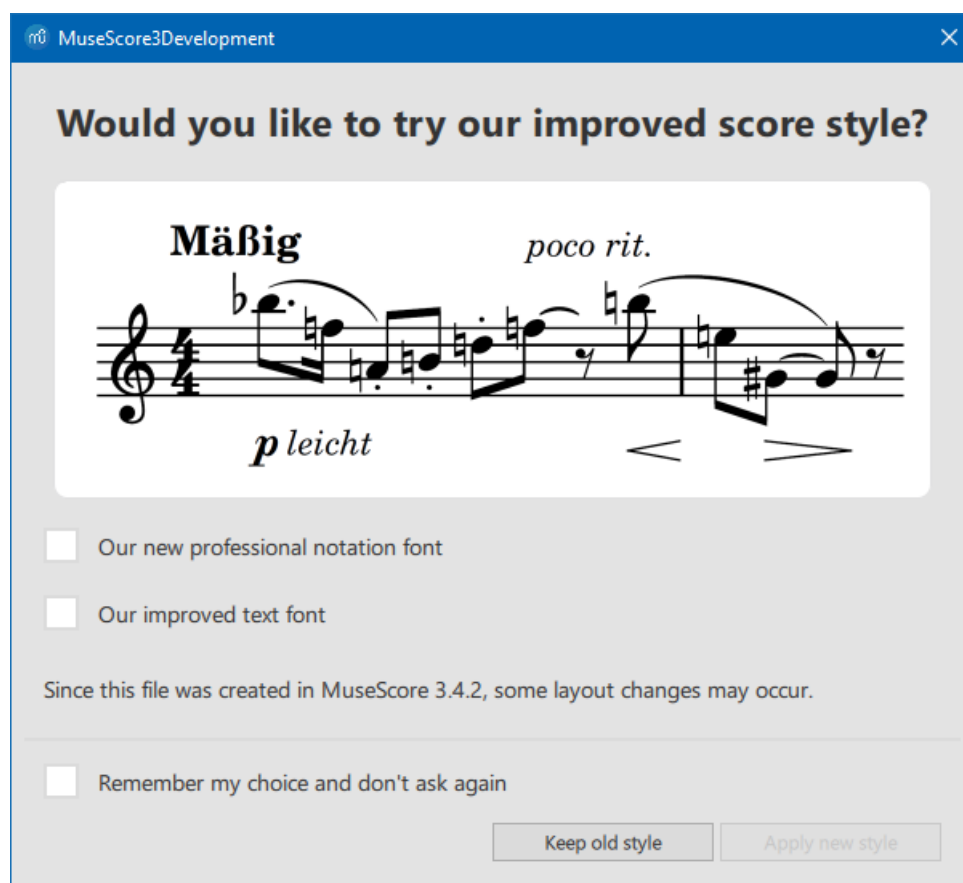 MuseScore3Development
Would you like to try our improved score style?
Mäßig
poco rit.
4
4
p leicht
Our new professional notation font
Our improved text font
Since this file was created in MuseScore 3.4.2, some layout changes may occur.
Remember my choice and don't ask again
Keep old style
Apply new style